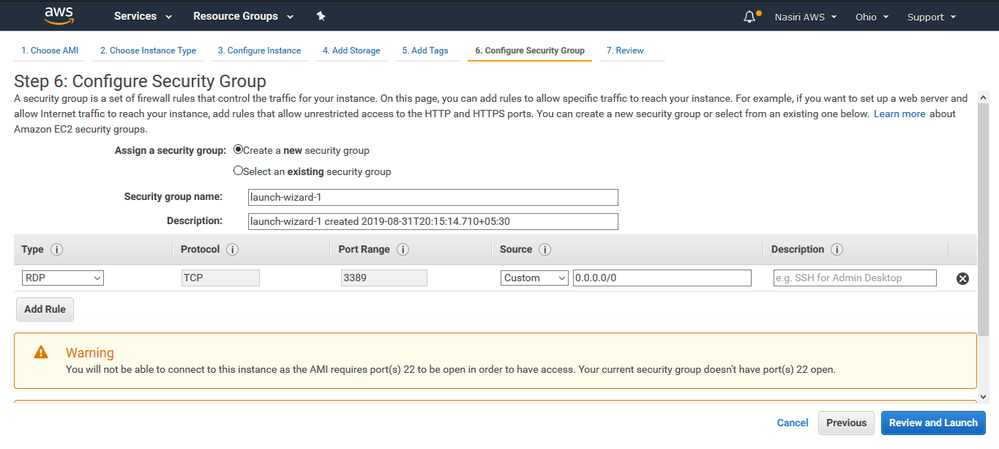 aws Services Resource Groups Nasiri AWS Ohio Support
1. Choose AMI 2. Choose Instance Type 3. Configure Instance 4. Add Storage 5. Add Tags 6. Configure Security Group 7. Review
Step 6: Configure Security Group
A security group is a set of firewall rules that control the traffic for your instance. On this page, you can add rules to allow specific traffic to reach your instance. For example, if you want to set up a web server and
allow Internet traffic to reach your instance, add rules that allow unrestricted access to the HTTP and HTTPS ports. You can create a new security group or select from an existing one below. Learn more about
Amazon EC2 security groups.
Assign a security group: Create a new security group
Select an existing security group
Security group name: launch-wizard-1
Description: launch-wizard-1 created 2019-08-31T20:15:14.710+05:30
Type i Protocol i Port Range i Source i Description i
RDP TCP 3389 Custom 0.0.0.0/0 e.g. SSH for Admin Desktop
Add Rule
Warning
You will not be able to connect to this instance as the AMI requires port(s) 22 to be open in order to have access. Your current security group doesn't have port(s) 22 open.
Cancel Previous Review and Launch